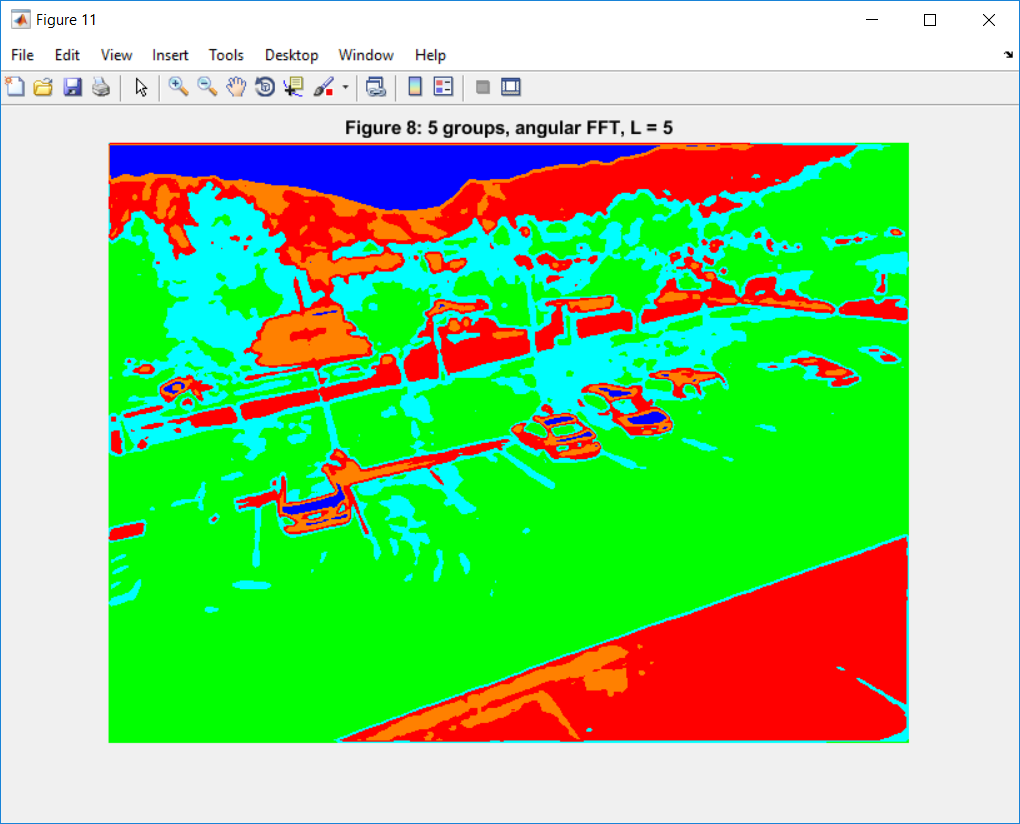 Figure 11
File Edit View Insert Tools Desktop Window Help
Figure 8: 5 groups, angular FFT, L = 5